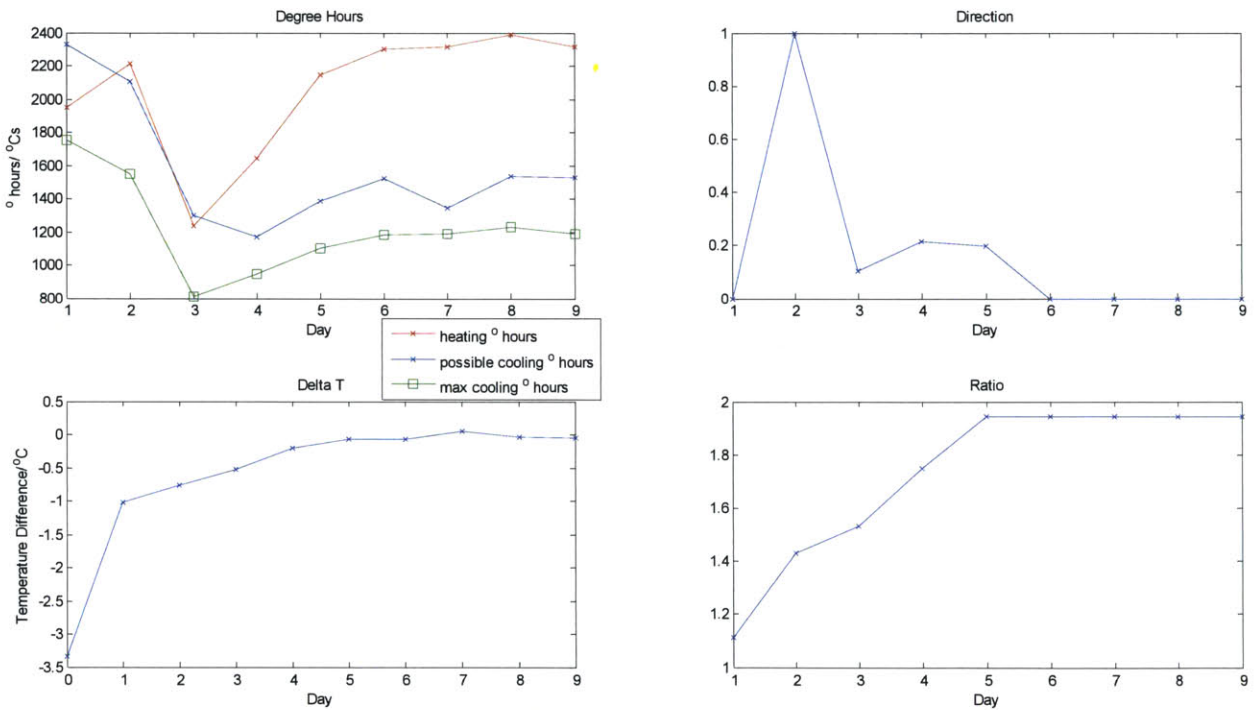 Degree Hours
2400
2200
2000
1800
1600
1400
1200
1000
800
° hours/ °Cs
1 2 3 4 5 6 7 8 9
Day
heating ° hours
possible cooling ° hours
max cooling ° hours
Direction
1
0.8
0.6
0.4
0.2
0
1 2 3 4 5 6 7 8 9
Day
Delta T
0.5
0
-0.5
-1
-1.5
-2
-2.5
-3
-3.5
Temperature Difference/°C
0 1 2 3 4 5 6 7 8 9
Day
Ratio
2
1.8
1.6
1.4
1.2
1
1 2 3 4 5 6 7 8 9
Day